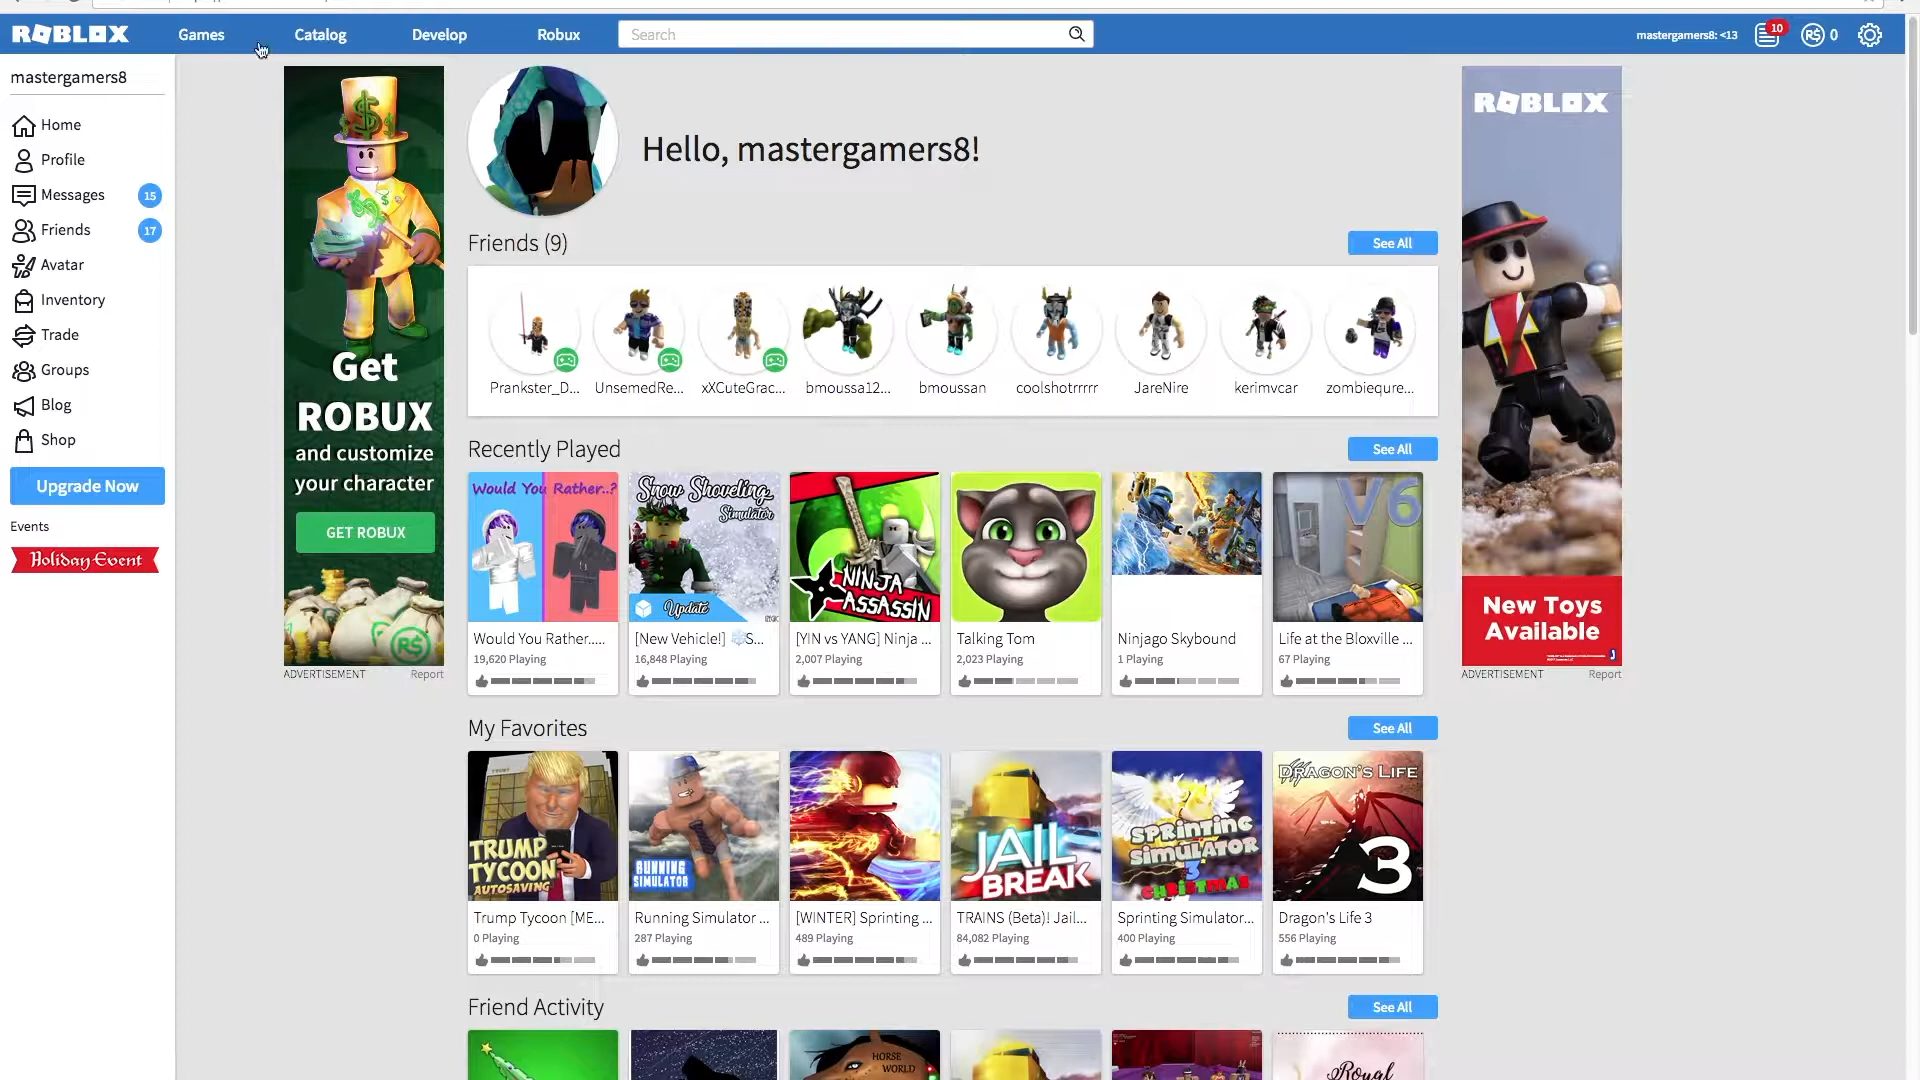 ROBLOX
Games
Catalog
Develop
Robux
Search
mastergamers8: <13
10
R$ 0
mastergamers8
Home
Profile
Messages
15
Friends
17
Avatar
Inventory
Trade
Groups
Blog
Shop
Upgrade Now
Events
Holiday Event
$
Get
ROBUX
and customize
your character
GET ROBUX
R$
ADVERTISEMENT
Report
Hello, mastergamers8!
Friends (9)
See All
Prankster_D...
UnsemedRe...
xXCuteGrac...
bmoussa12...
bmoussan
coolshotrrrrr
JareNire
kerimvcar
zombiequre...
Recently Played
See All
Would You Rather..?
Snow Shoveling
Simulator
Update
NINJA
ASSASSIN
V6
Would You Rather.....
19,620 Playing
[New Vehicle!] ❄️S...
16,848 Playing
[YIN vs YANG] Ninja ...
2,007 Playing
Talking Tom
2,023 Playing
Ninjago Skybound
1 Playing
Life at the Bloxville ...
67 Playing
My Favorites
See All
TRUMP
TYCOON
AUTOSAVING
RUNNING
SIMULATOR
JAIL
BREAK
SPRINTING
SIMULATOR
3
CHRISTMAS
DRAGON'S LIFE
3
Trump Tycoon [ME...
0 Playing
Running Simulator ...
287 Playing
[WINTER] Sprinting ...
489 Playing
TRAINS (Beta)! Jail...
84,082 Playing
Sprinting Simulator...
400 Playing
Dragon's Life 3
556 Playing
Friend Activity
See All
HORSE
WORLD
Royal
ROBLOX
New Toys
Available
ADVERTISEMENT
Report